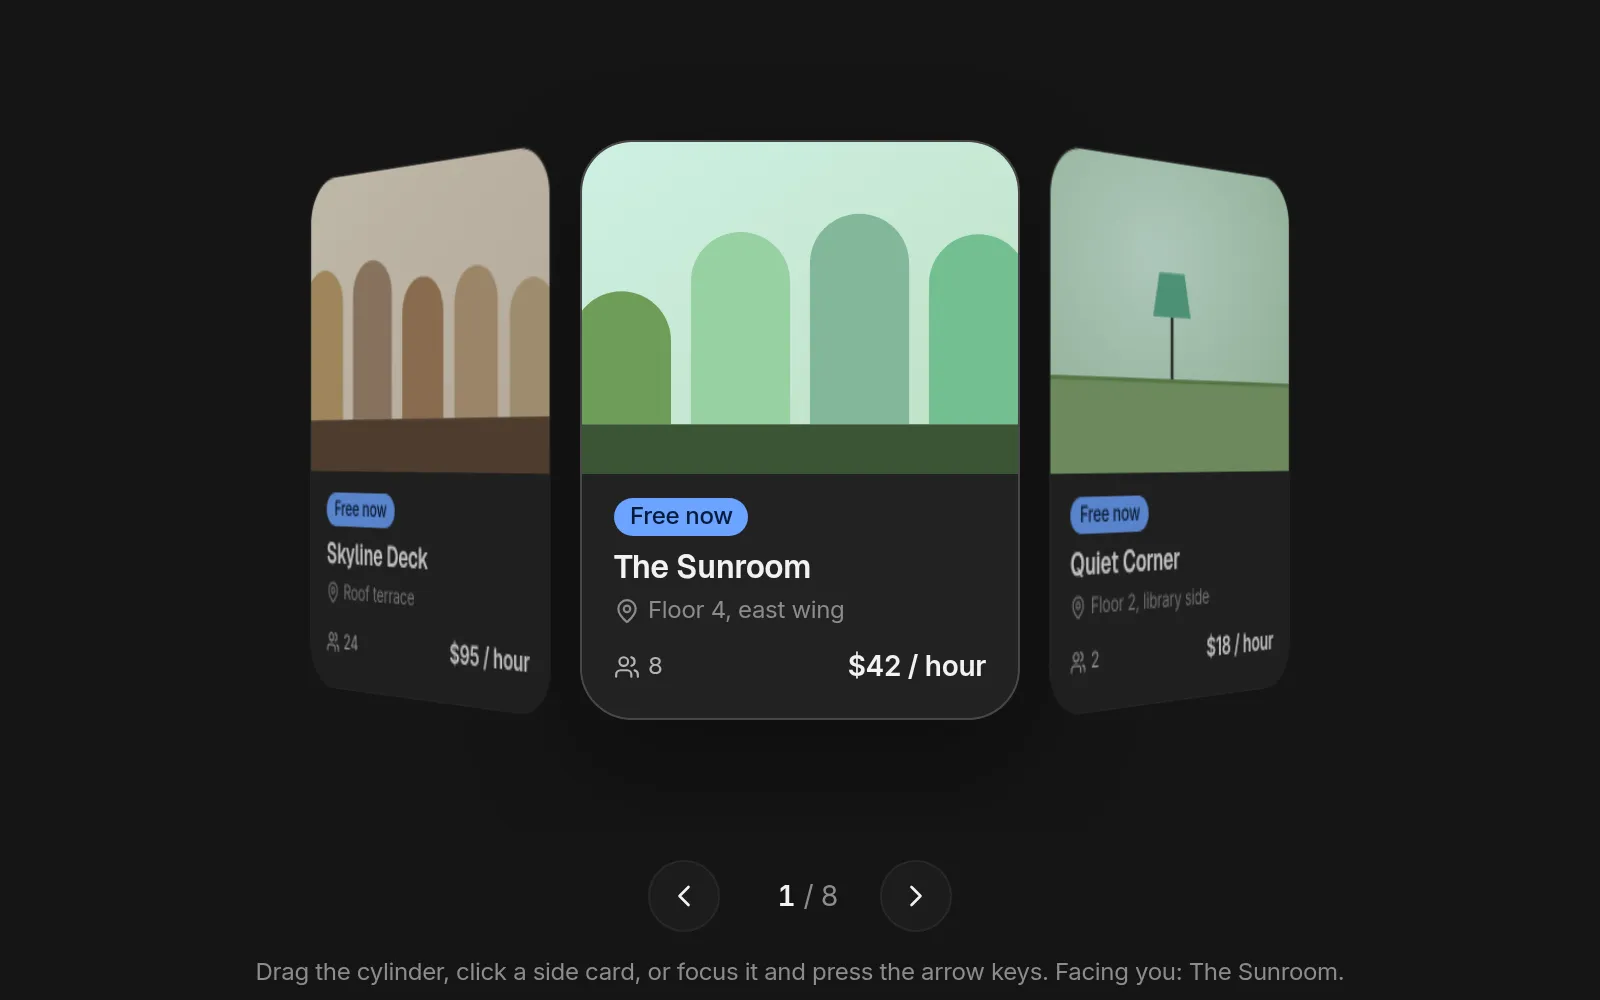 Free now
Skyline Deck
Roof terrace
24
$95 / hour
Free now
The Sunroom
Floor 4, east wing
8
$42 / hour
Free now
Quiet Corner
Floor 2, library side
2
$18 / hour
1 / 8
Drag the cylinder, click a side card, or focus it and press the arrow keys. Facing you: The Sunroom.